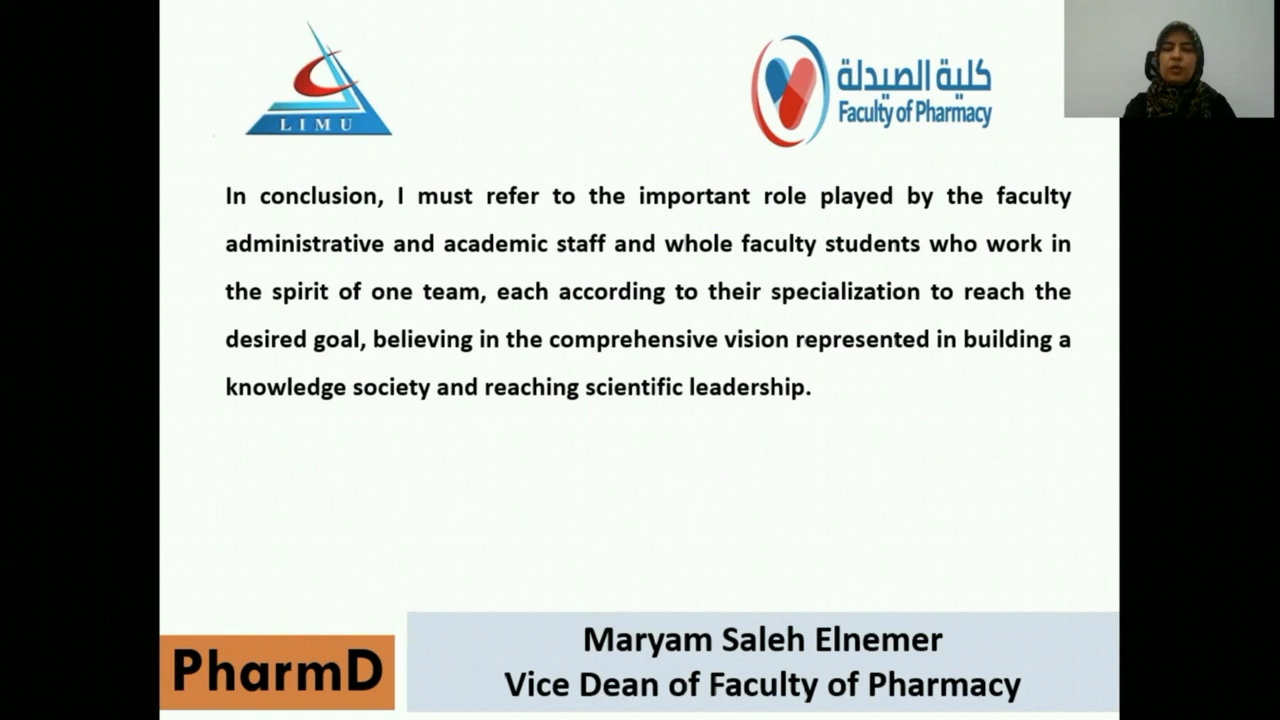 LIMU
كلية الصيدلة
Faculty of Pharmacy
In conclusion, I must refer to the important role played by the faculty
administrative and academic staff and whole faculty students who work in
the spirit of one team, each according to their specialization to reach the
desired goal, believing in the comprehensive vision represented in building a
knowledge society and reaching scientific leadership.
PharmD
Maryam Saleh Elnemer
Vice Dean of Faculty of Pharmacy